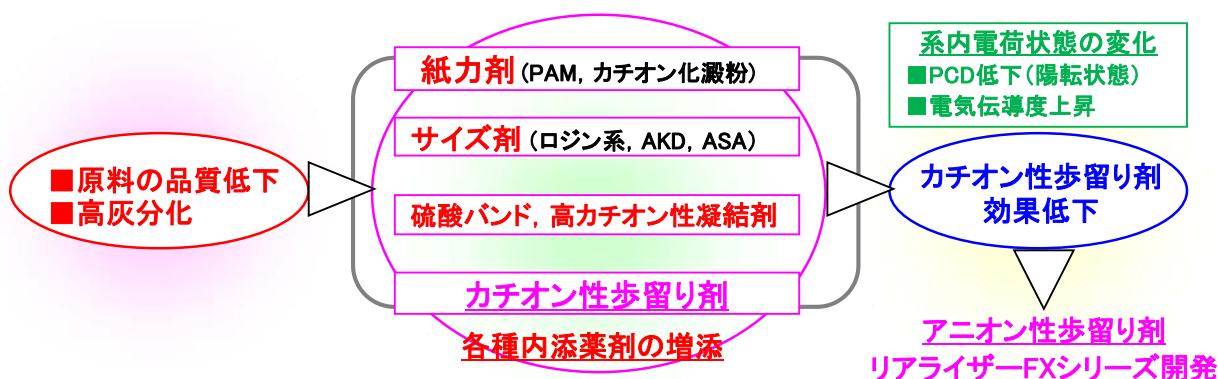 ■原料の品質低下
■高灰分化
紙力剤(PAM, カチオン化澱粉)
サイズ剤(ロジン系, AKD, ASA)
硫酸バンド, 高カチオン性凝結剤
カチオン性歩留り剤
各種内添薬剤の増添
系内電荷状態の変化
■PCD低下(陽転状態)
■電気伝導度上昇
カチオン性歩留り剤
効果低下
アニオン性歩留り剤
リアライザーFXシリーズ開発